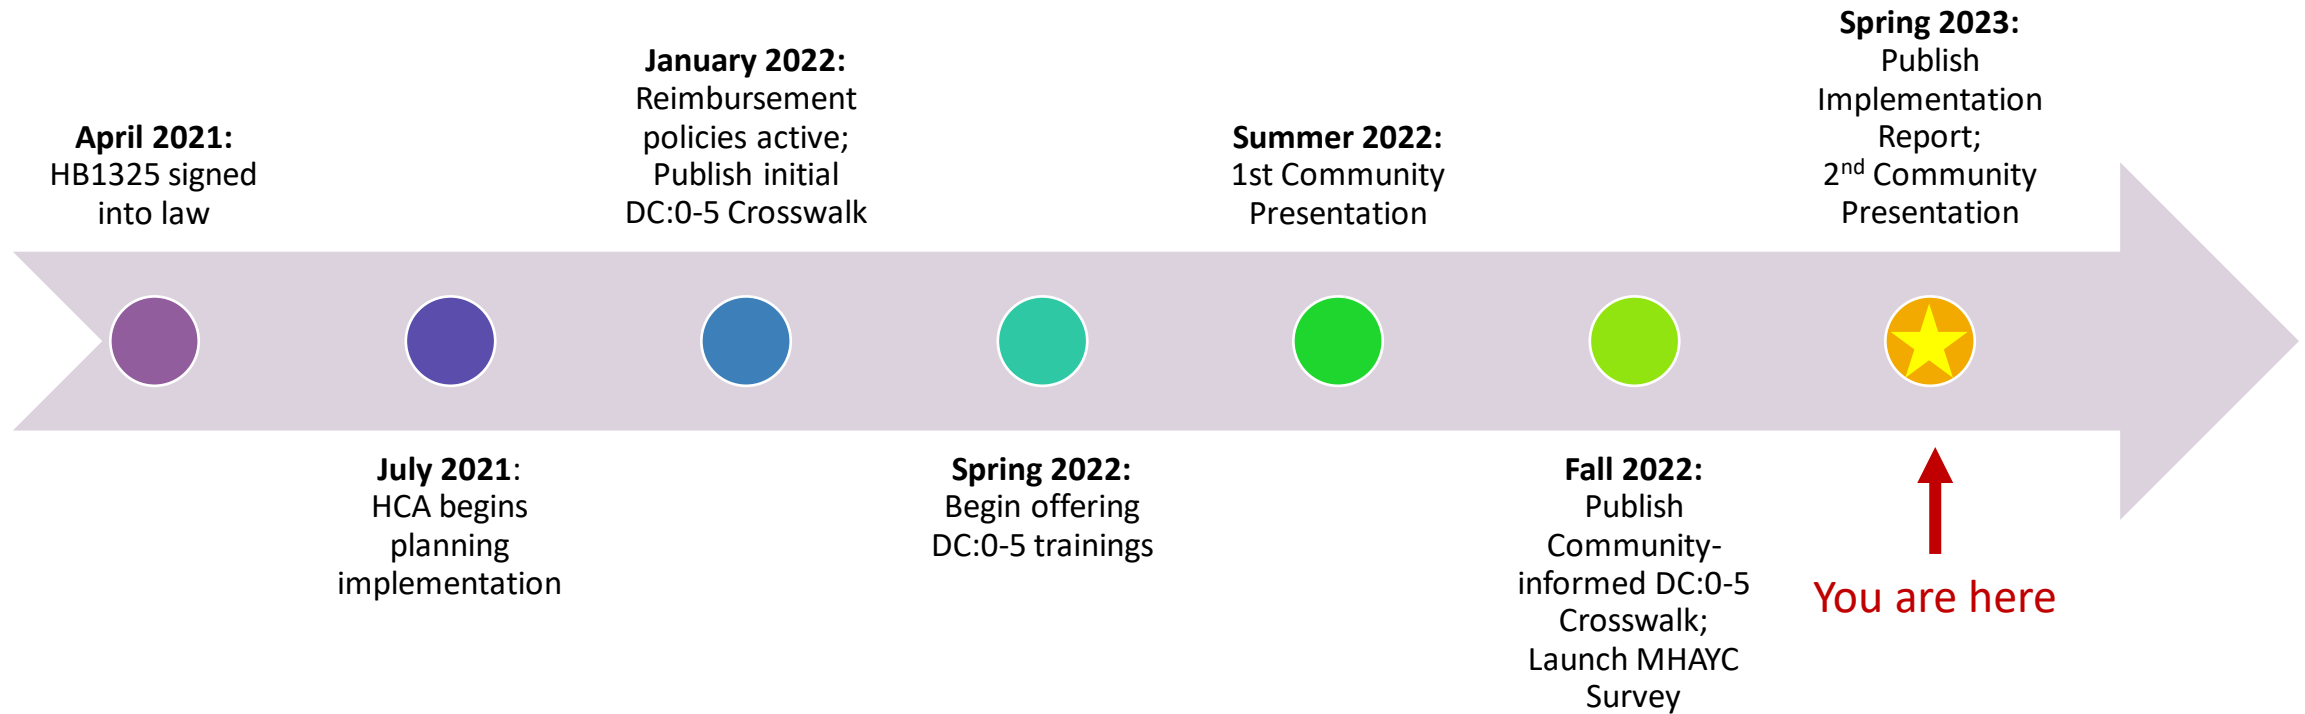 April 2021:
HB1325 signed
into law
July 2021:
HCA begins
planning
implementation
January 2022:
Reimbursement
policies active;
Publish initial
DC:0-5 Crosswalk
Spring 2022:
Begin offering
DC:0-5 trainings
Summer 2022:
1st Community
Presentation
Fall 2022:
Publish
Community-
informed DC:0-5
Crosswalk;
Launch MHAYC
Survey
Spring 2023:
Publish
Implementation
Report;
2nd Community
Presentation
You are here